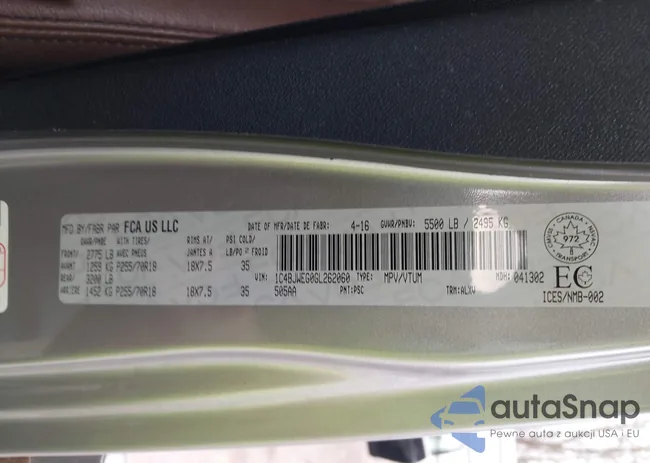 MFD BY/FABR PAR FCA US LLC DATE OF MFR/DATE DE FABR: 4-16 GVWR/PNBV: 5500 LB / 2495 KG
GAWR/PNBE WITH TIRES/ RIMS AT/ PSI COLD/
FRONT/ 2775 LB AVEC PNEUS JANTES A LB/PO FROID
AVANT 1259 KG P255/70R18 18X7.5 35
REAR/ 3200 LB
ARRIERE 1452 KG P255/70R18 18X7.5 35
VIN: 1C4BJWEG0GL262060 TYPE: MPV/VTUM MDH: 041302
505AA PNT:PSC TRM:ALXV
CANADA
972
EC
ICES/NMB-002
autaSnap
Pewne auta z aukcji USA i EU